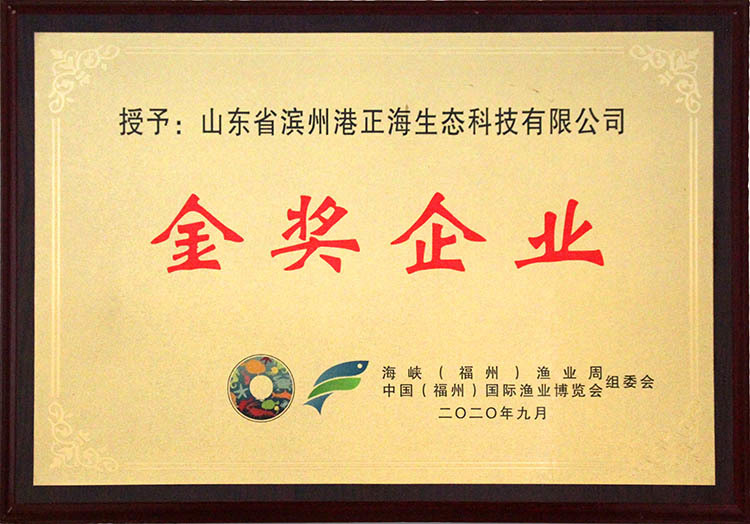 授予：山东省滨州港正海生态科技有限公司
金奖企业
海峡（福州）渔业周
中国（福州）国际渔业博览会组委会
二〇二〇年九月